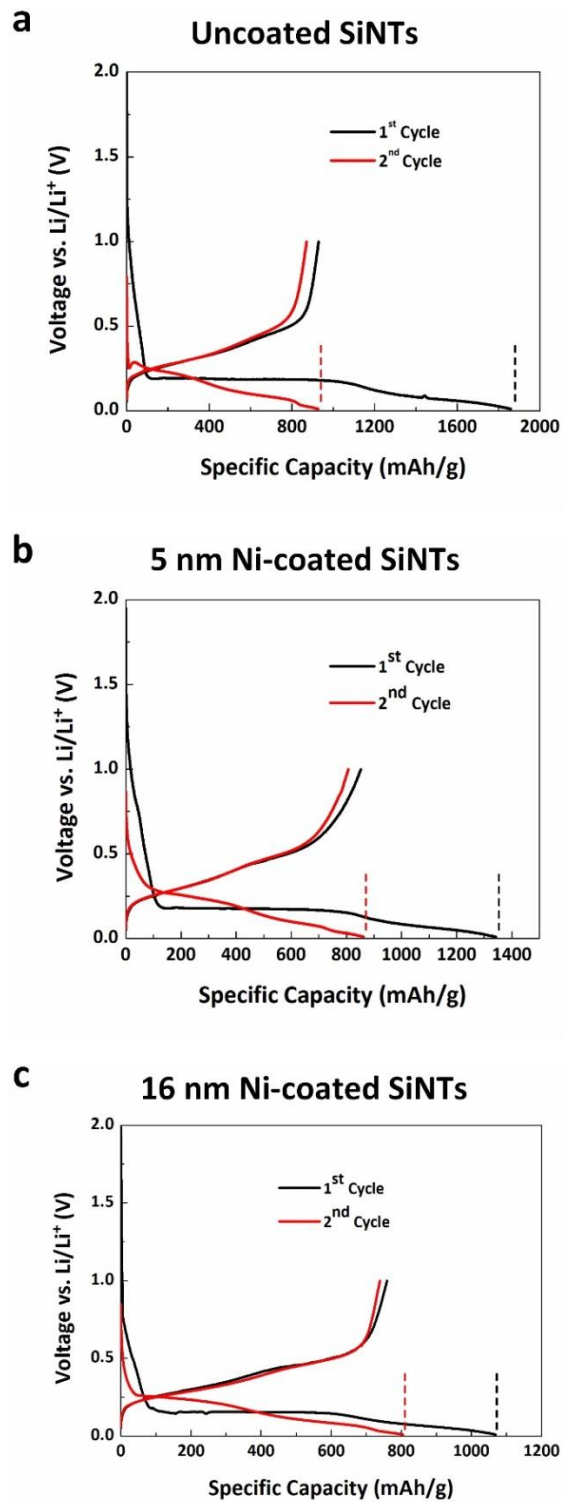 a
Uncoated SiNTs
2.0
1.5
1.0
0.5
0.0
1st Cycle
2nd Cycle
Voltage vs. Li/Li+ (V)
0 400 800 1200 1600 2000
Specific Capacity (mAh/g)
b
5 nm Ni-coated SiNTs
2.0
1.5
1.0
0.5
0.0
1st Cycle
2nd Cycle
Voltage vs. Li/Li+ (V)
0 200 400 600 800 1000 1200 1400
Specific Capacity (mAh/g)
c
16 nm Ni-coated SiNTs
2.0
1.5
1.0
0.5
0.0
1st Cycle
2nd Cycle
Voltage vs. Li/Li+ (V)
0 200 400 600 800 1000 1200
Specific Capacity (mAh/g)